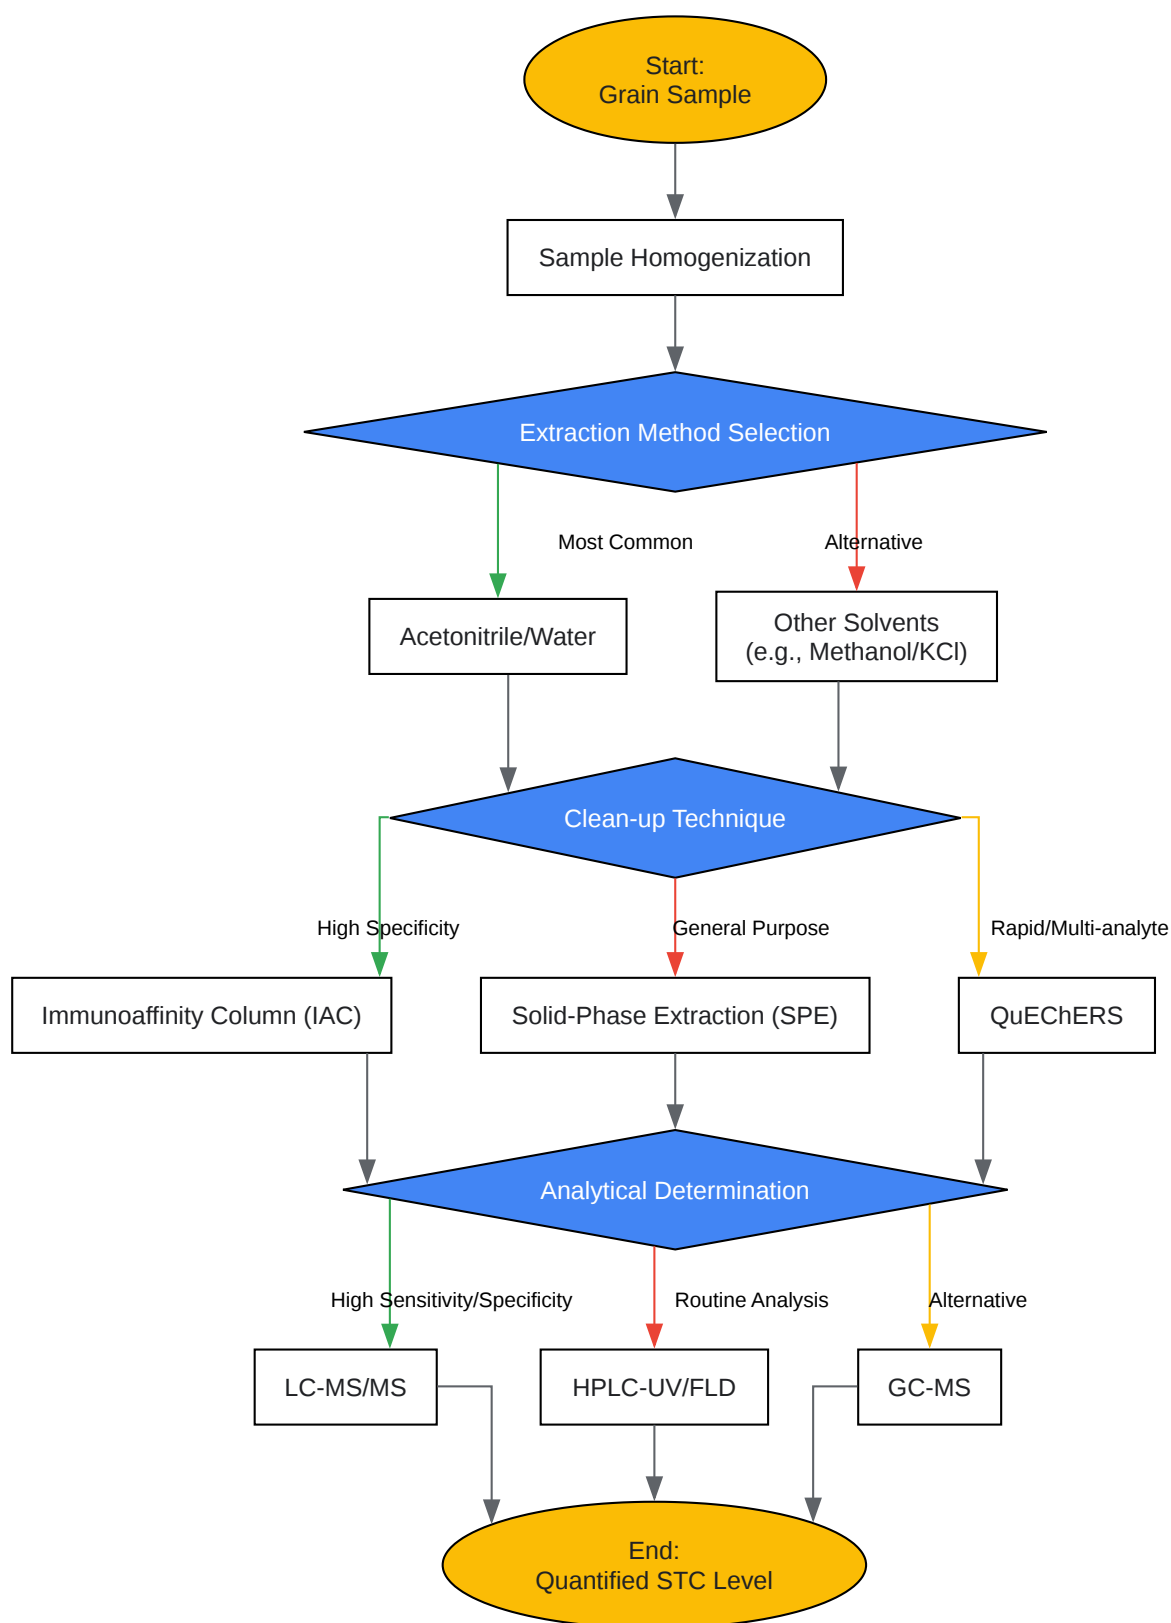 Start:
Grain Sample
Sample Homogenization
Extraction Method Selection
Most Common
Alternative
Acetonitrile/Water
Other Solvents
(e.g., Methanol/KCl)
Clean-up Technique
High Specificity
General Purpose
Rapid/Multi-analyte
Immunoaffinity Column (IAC)
Solid-Phase Extraction (SPE)
QuEChERS
Analytical Determination
High Sensitivity/Specificity
Routine Analysis
Alternative
LC-MS/MS
HPLC-UV/FLD
GC-MS
End:
Quantified STC Level